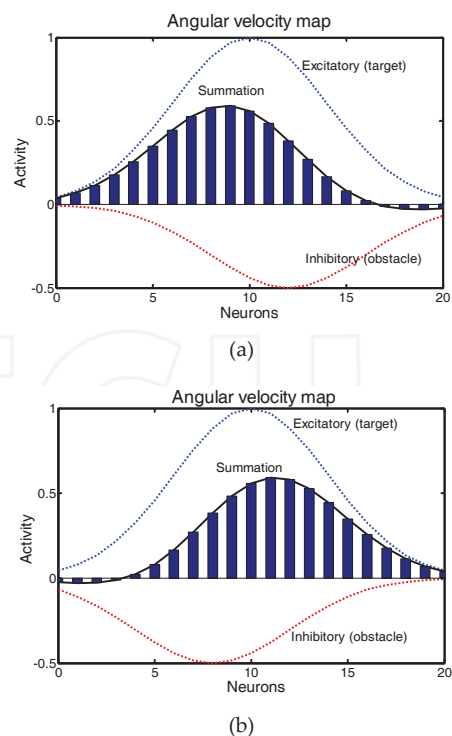 Angular velocity map
1
Excitatory (target)
Summation
0.5
Activity
0
Inhibitory (obstacle)
-0.5
0 5 10 15 20
Neurons
(a)
Angular velocity map
1
Excitatory (target)
Summation
0.5
Activity
0
Inhibitory (obstacle)
-0.5
0 5 10 15 20
Neurons
(b)